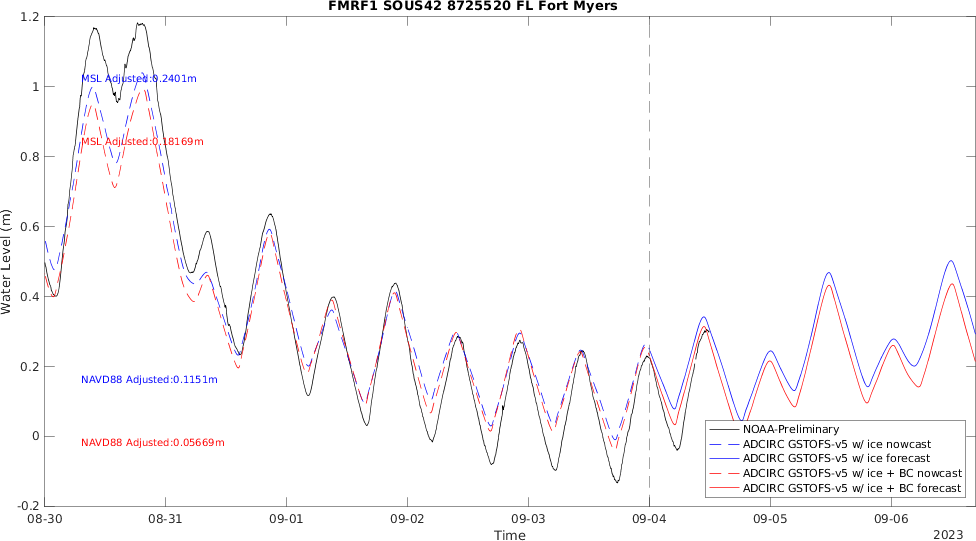 FMRF1 SOUS42 8725520 FL Fort Myers
1.2
1
0.8
0.6
0.4
0.2
0
-0.2
Water Level (m)
MSL Adjusted:0.2401m
MSL Adjusted:0.18169m
NAVD88 Adjusted:0.1151m
NAVD88 Adjusted:0.05669m
NOAA-Preliminary
ADCIRC GSTOFS-v5 w/ ice nowcast
ADCIRC GSTOFS-v5 w/ ice forecast
ADCIRC GSTOFS-v5 w/ ice + BC nowcast
ADCIRC GSTOFS-v5 w/ ice + BC forecast
08-30 08-31 09-01 09-02 09-03 09-04 09-05 09-06
Time
2023